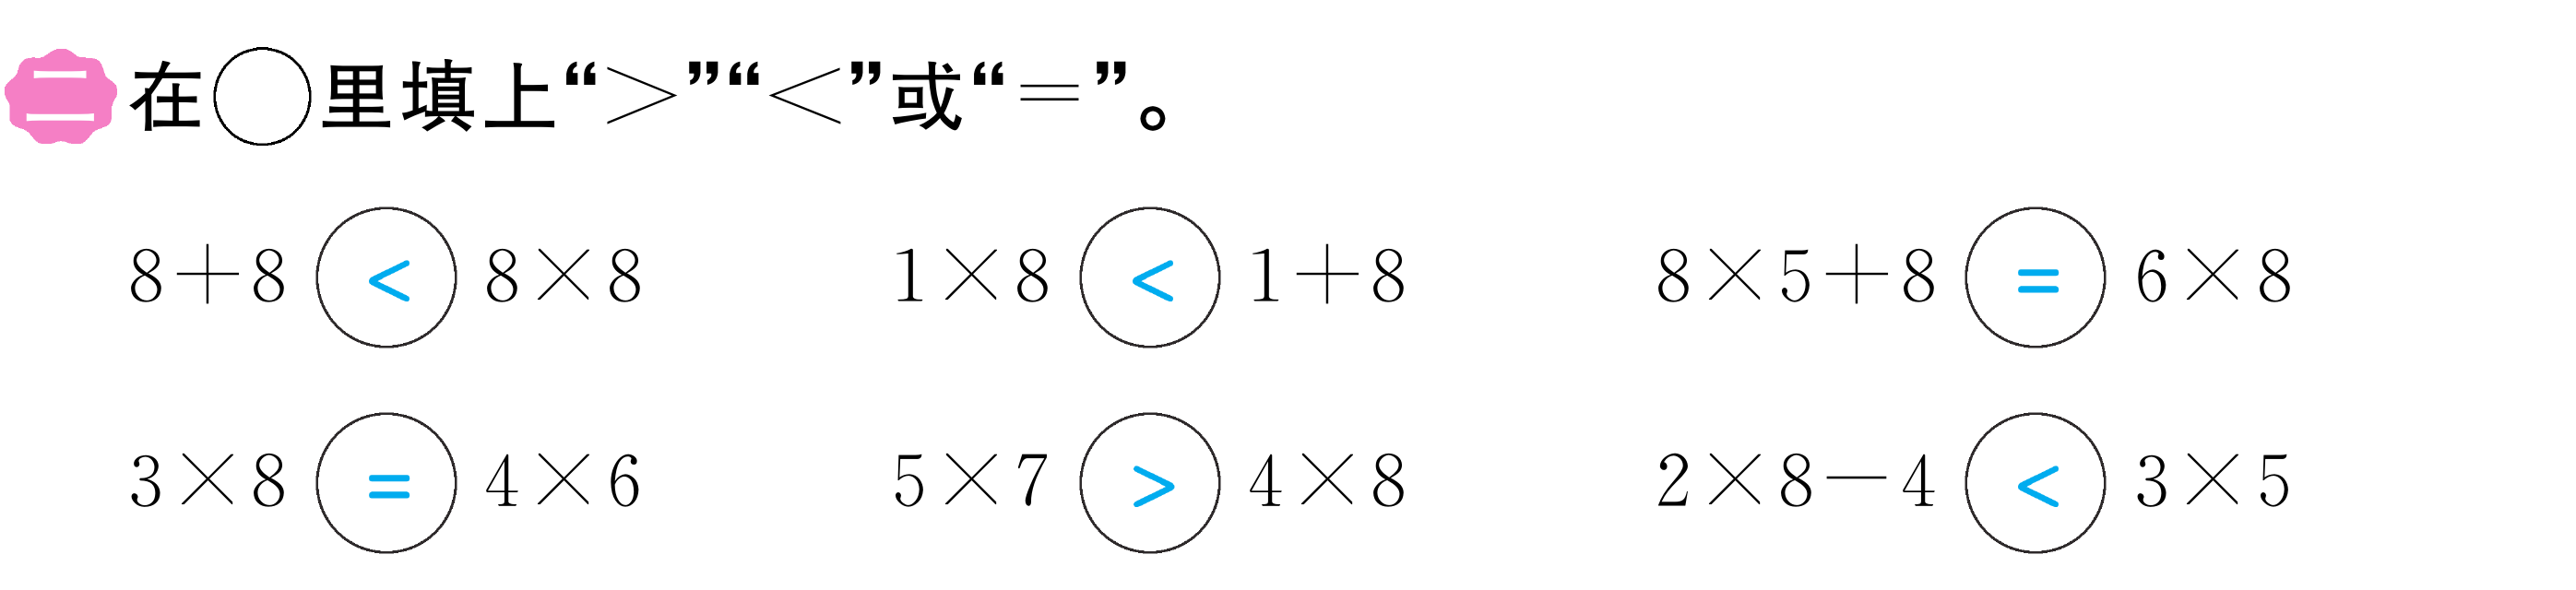 二 在○里填上“>”“<”或“=”。
8+8 < 8×8 1×8 < 1+8 8×5+8 = 6×8
3×8 = 4×6 5×7 > 4×8 2×8-4 < 3×5